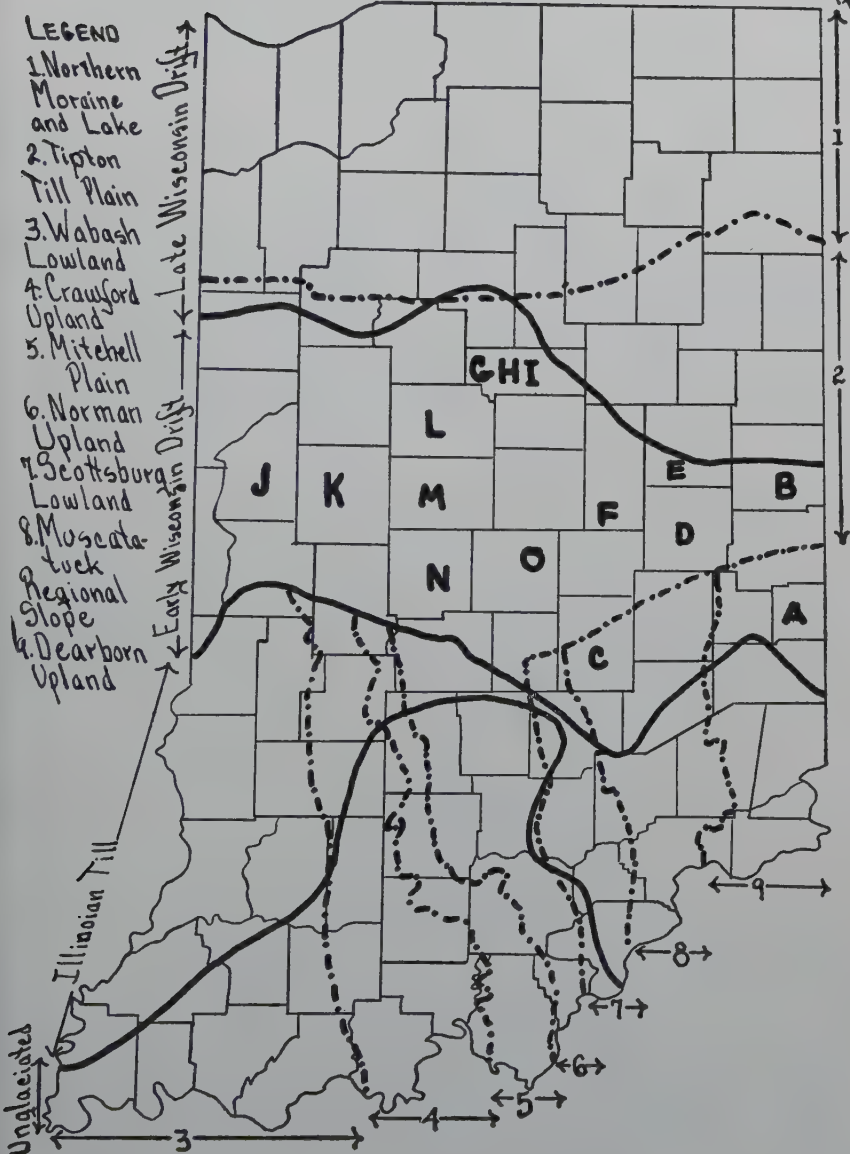 LEGEND
1. Northern
Moraine
and Lake
2. Tipton
Till Plain
3. Wabash
Lowland
4. Crawford
Upland
5. Mitchell
Plain
6. Norman
Upland
7. Scottsburg
Lowland
8. Muscata-
tuck
Regional
Slope
9. Dearborn
Upland
Late Wisconsin Drift
Early Wisconsin Drift
Illinoian Till
Unglaciated
1
2
GHI
L
J
K
M
E
B
F
D
N
O
A
C
9
8
7
6
5
4
3